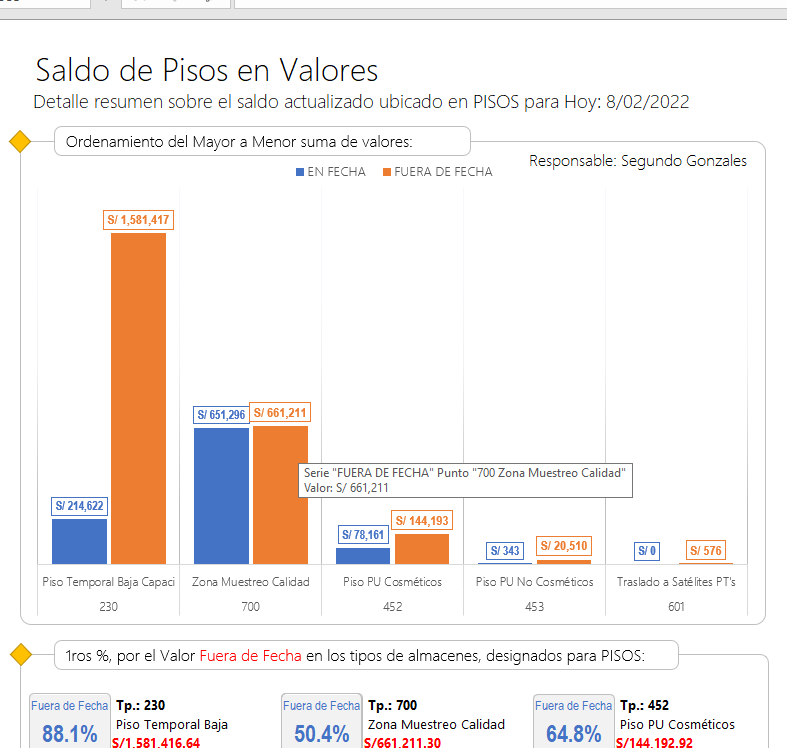 Saldo de Pisos en Valores
Detalle resumen sobre el saldo actualizado ubicado en PISOS para Hoy: 8/02/2022
Ordenamiento del Mayor a Menor suma de valores:
Responsable: Segundo Gonzales
EN FECHA FUERA DE FECHA
S/ 1,581,417
S/ 651,296 S/ 661,211
Serie "FUERA DE FECHA" Punto "700 Zona Muestreo Calidad"
Valor: S/ 661,211
S/ 214,622
S/ 78,161 S/ 144,193
S/ 343 S/ 20,510
S/ 0 S/ 576
Piso Temporal Baja Capaci Zona Muestreo Calidad Piso PU Cosméticos Piso PU No Cosméticos Traslado a Satélites PT's
230 700 452 453 601
1ros %, por el Valor Fuera de Fecha en los tipos de almacenes, designados para PISOS:
Fuera de Fecha Tp.: 230 Fuera de Fecha Tp.: 700 Fuera de Fecha Tp.: 452
88.1% Piso Temporal Baja 50.4% Zona Muestreo Calidad 64.8% Piso PU Cosméticos
S/1,581,416.64 S/661,211.30 S/144,192.92